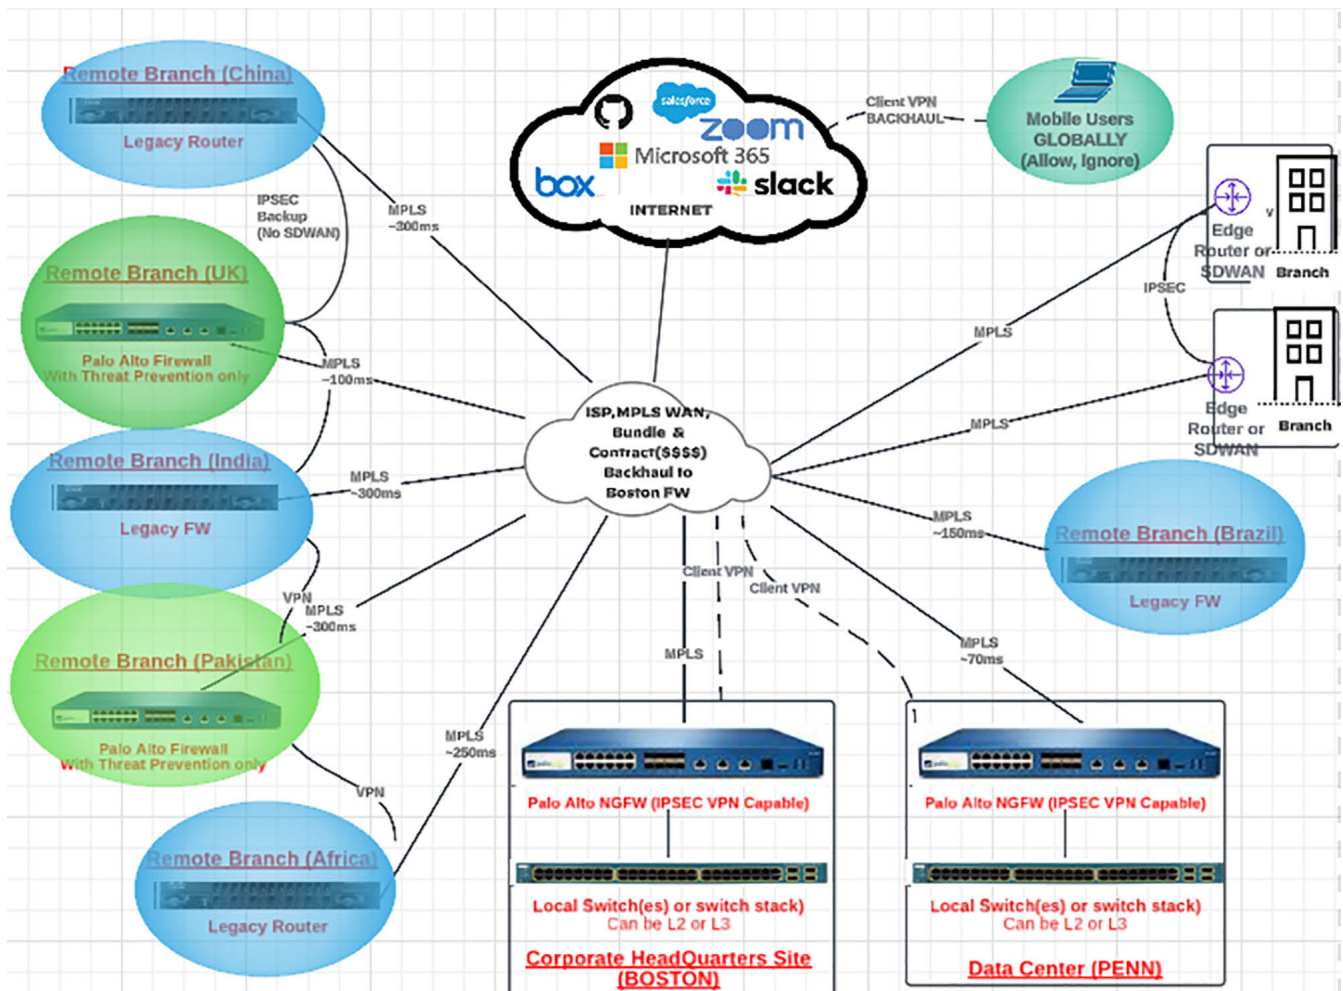 Remote Branch (China)
Legacy Router
IPSEC
Backup
(No SDWAN)
MPLS
~300ms
salesforce
zoom
Microsoft 365
box
slack
INTERNET
Client VPN
BACKHAUL
Mobile Users
GLOBALLY
(Allow, Ignore)
Edge
Router or
SDWAN
v
Branch
IPSEC
Edge
Router or
SDWAN
Branch
MPLS
MPLS
Remote Branch (UK)
Palo Alto Firewall
With Threat Prevention only
MPLS
~100ms
ISP,MPLS WAN,
Bundle &
Contract($$$$)
Backhaul to
Boston FW
Remote Branch (India)
Legacy FW
MPLS
~300ms
MPLS
~150ms
Remote Branch (Brazil)
Legacy FW
VPN
MPLS
~300ms
Remote Branch (Pakistan)
Palo Alto Firewall
With Threat Prevention only
VPN
MPLS
~250ms
Remote Branch (Africa)
Legacy Router
Client VPN
Client VPN
MPLS
MPLS
~70ms
Palo Alto NGFW (IPSEC VPN Capable)
Local Switch(es) or switch stack)
Can be L2 or L3
Corporate HeadQuarters Site
(BOSTON)
Palo Alto NGFW (IPSEC VPN Capable)
Local Switch(es) or switch stack)
Can be L2 or L3
Data Center (PENN)